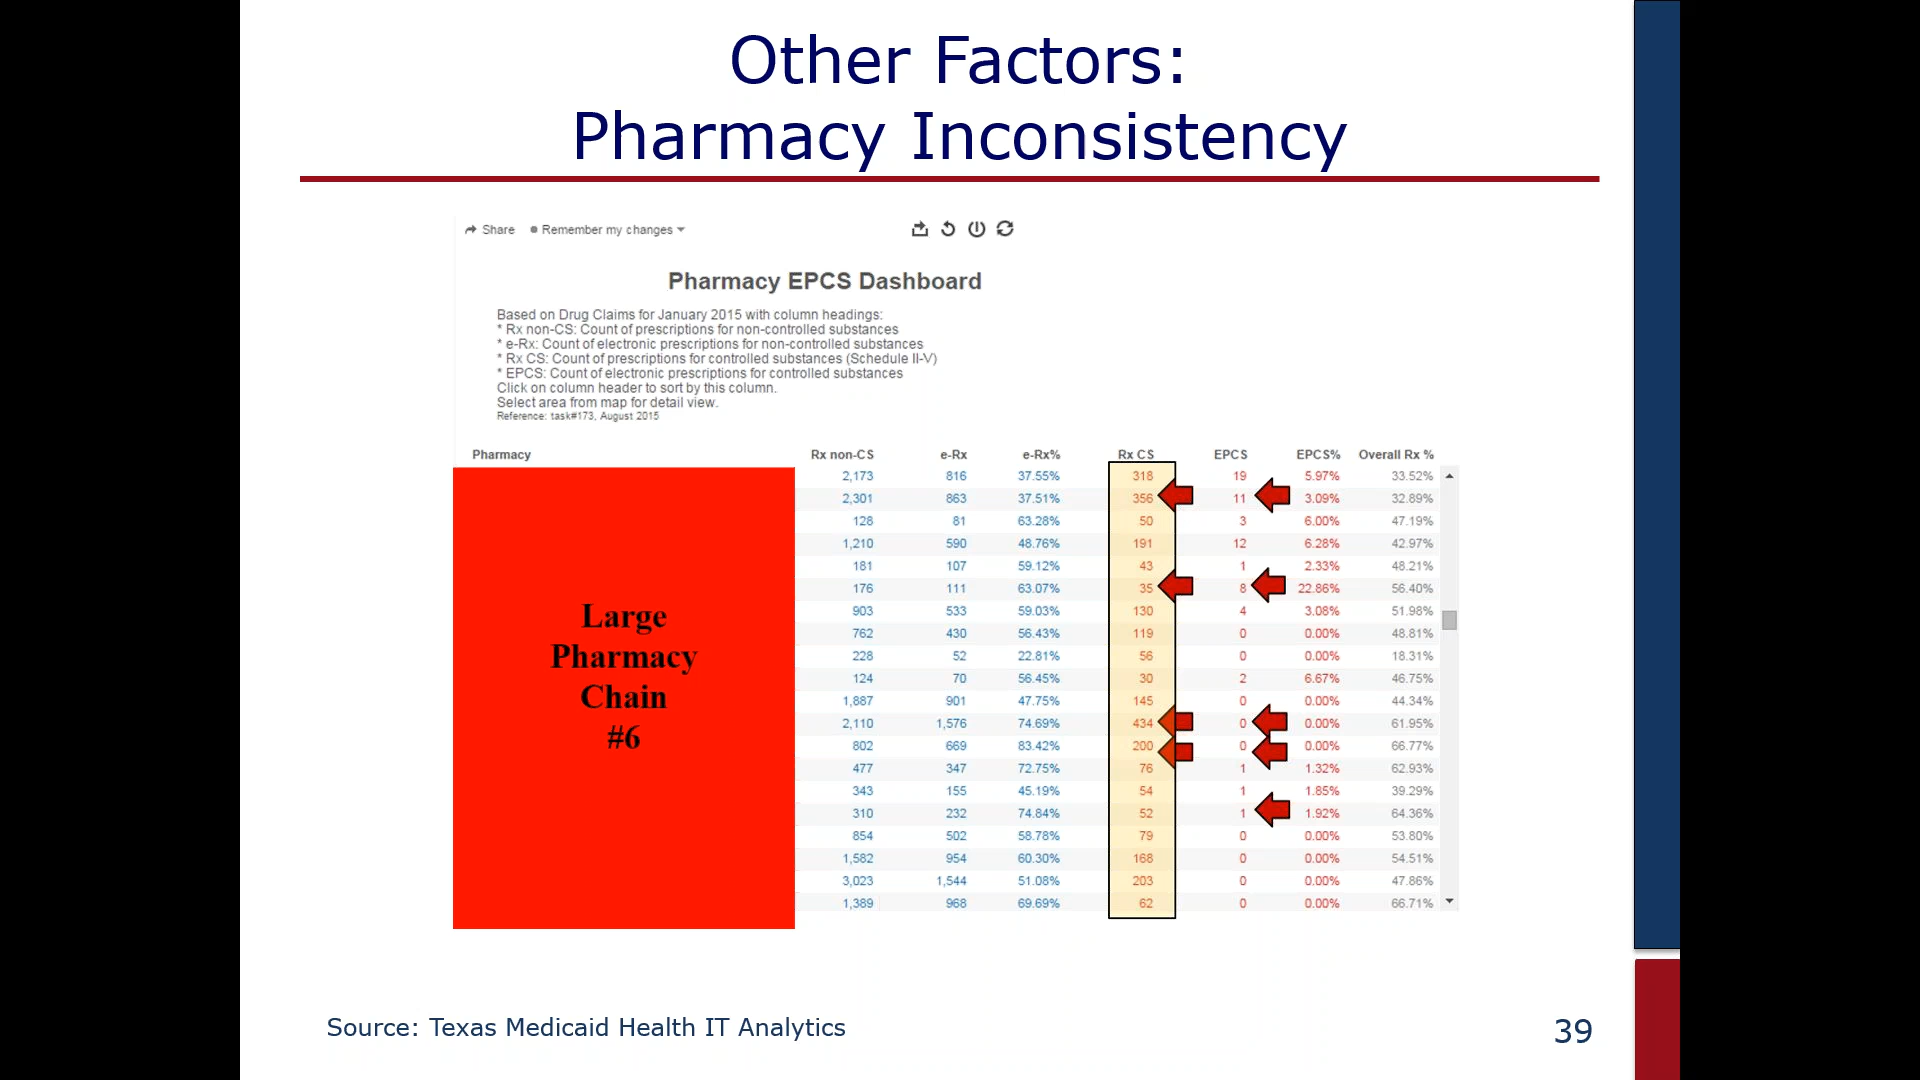 Other Factors:
Pharmacy Inconsistency
Share Remember my changes
Pharmacy EPCS Dashboard
Based on Drug Claims for January 2015 with column headings:
* Rx non-CS: Count of prescriptions for non-controlled substances
* e-Rx: Count of electronic prescriptions for non-controlled substances
* Rx CS: Count of prescriptions for controlled substances (Schedule II-V)
* EPCS: Count of electronic prescriptions for controlled substances
Click on column header to sort by this column.
Select area from map for detail view.
Reference: task#173, August 2015
Pharmacy Rx non-CS e-Rx e-Rx% Rx CS EPCS EPCS% Overall Rx %
2,173 816 37.55% 318 19 5.97% 33.52%
2,301 863 37.51% 356 11 3.09% 32.89%
128 81 63.28% 50 3 6.00% 47.19%
1,210 590 48.76% 191 12 6.28% 42.97%
181 107 59.12% 43 1 2.33% 48.21%
176 111 63.07% 35 8 22.86% 56.40%
903 533 59.03% 130 4 3.08% 51.98%
762 430 56.43% 119 0 0.00% 48.81%
228 52 22.81% 56 0 0.00% 18.31%
124 70 56.45% 30 2 6.67% 46.75%
1,887 901 47.75% 145 0 0.00% 44.34%
2,110 1,576 74.69% 434 0 0.00% 61.95%
802 669 83.42% 200 0 0.00% 66.77%
477 347 72.75% 76 1 1.32% 62.93%
343 155 45.19% 54 1 1.85% 39.29%
310 232 74.84% 52 1 1.92% 64.36%
854 502 58.78% 79 0 0.00% 53.80%
1,582 954 60.30% 168 0 0.00% 54.51%
3,023 1,544 51.08% 203 0 0.00% 47.86%
1,389 968 69.69% 62 0 0.00% 66.71%
Large
Pharmacy
Chain
#6
Source: Texas Medicaid Health IT Analytics
39